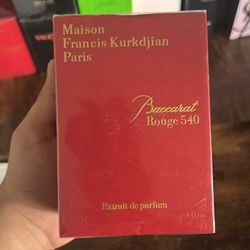 Maison
Francis Kurkdjian
Paris
Baccarat
Rouge 540
Extrait de parfum